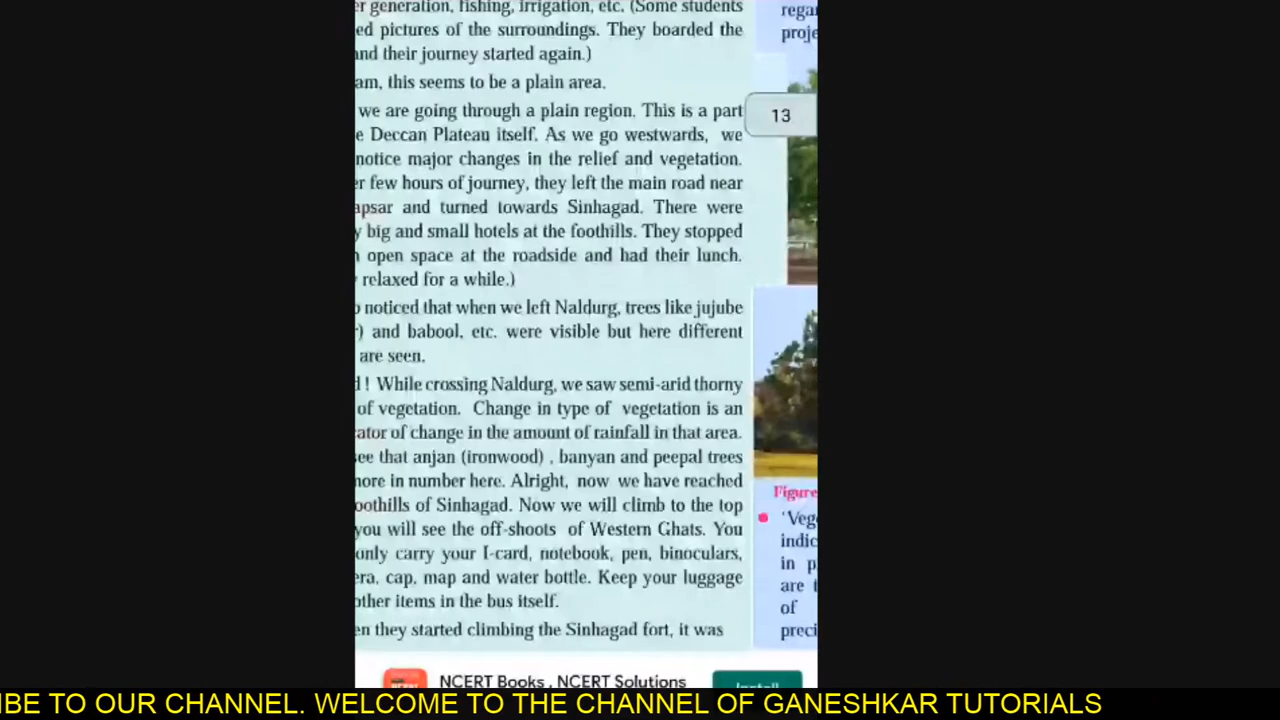 er generation, fishing, irrigation, etc. (Some students
ed pictures of the surroundings. They boarded the
and their journey started again.)
am, this seems to be a plain area.
we are going through a plain region. This is a part
e Deccan Plateau itself. As we go westwards, we
notice major changes in the relief and vegetation.
er few hours of journey, they left the main road near
apsar and turned towards Sinhagad. There were
y big and small hotels at the foothills. They stopped
n open space at the roadside and had their lunch.
relaxed for a while.)
o noticed that when we left Naldurg, trees like jujube
r) and babool, etc. were visible but here different
are seen.
d ! While crossing Naldurg, we saw semi-arid thorny
of vegetation. Change in type of vegetation is an
cator of change in the amount of rainfall in that area.
see that anjan (ironwood) , banyan and peepal trees
more in number here. Alright, now we have reached
oothills of Sinhagad. Now we will climb to the top
you will see the off-shoots of Western Ghats. You
only carry your I-card, notebook, pen, binoculars,
era, cap, map and water bottle. Keep your luggage
other items in the bus itself.
en they started climbing the Sinhagad fort, it was
rega
proje
13
Figure
• 'Veg
indic
in p
are t
of
preci
NCERT Books , NCERT Solutions
Install
IBE TO OUR CHANNEL. WELCOME TO THE CHANNEL OF GANESHKAR TUTORIALS